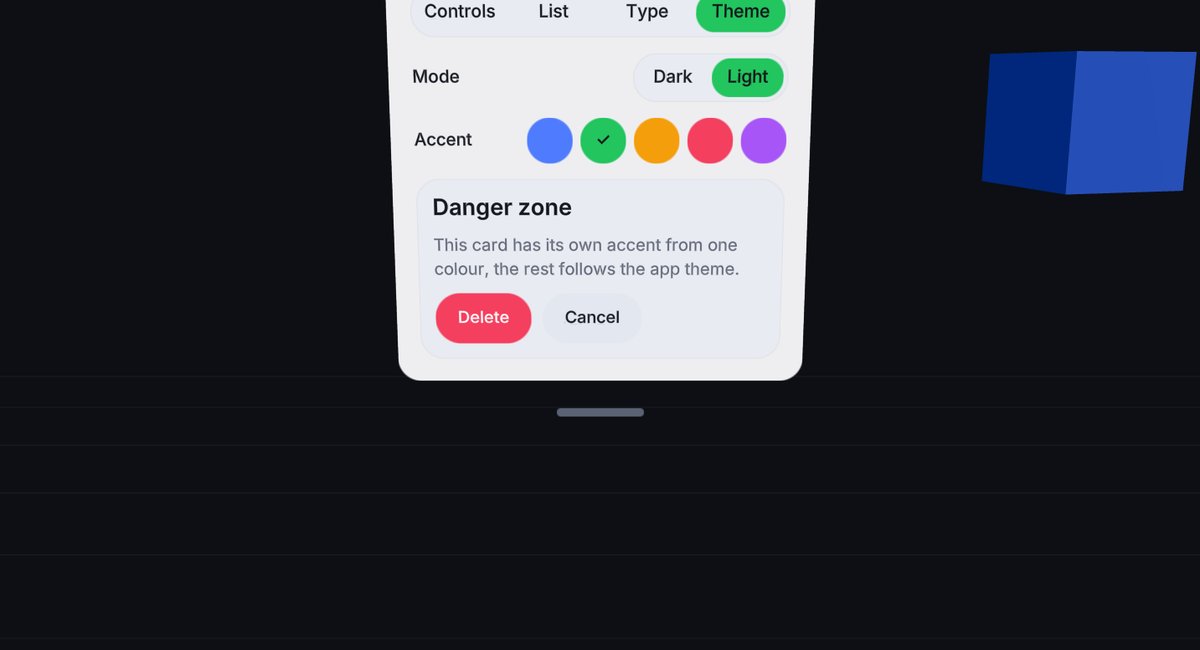 Controls List Type Theme
Mode Dark Light
Accent
Danger zone
This card has its own accent from one
colour, the rest follows the app theme.
Delete Cancel